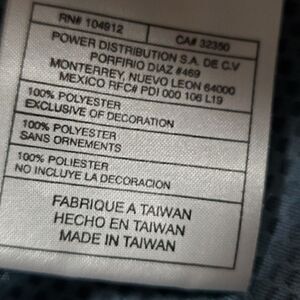 RN# 104912 CA# 32350
POWER DISTRIBUTION S.A. DE C.V
PORFIRIO DIAZ #469
MONTERREY, NUEVO LEON 64000
MEXICO RFC# PDI 000 106 L19
100% POLYESTER
EXCLUSIVE OF DECORATION
100% POLYESTER
SANS ORNEMENTS
100% POLIESTER
NO INCLUYE LA DECORACION
FABRIQUE A TAIWAN
HECHO EN TAIWAN
MADE IN TAIWAN